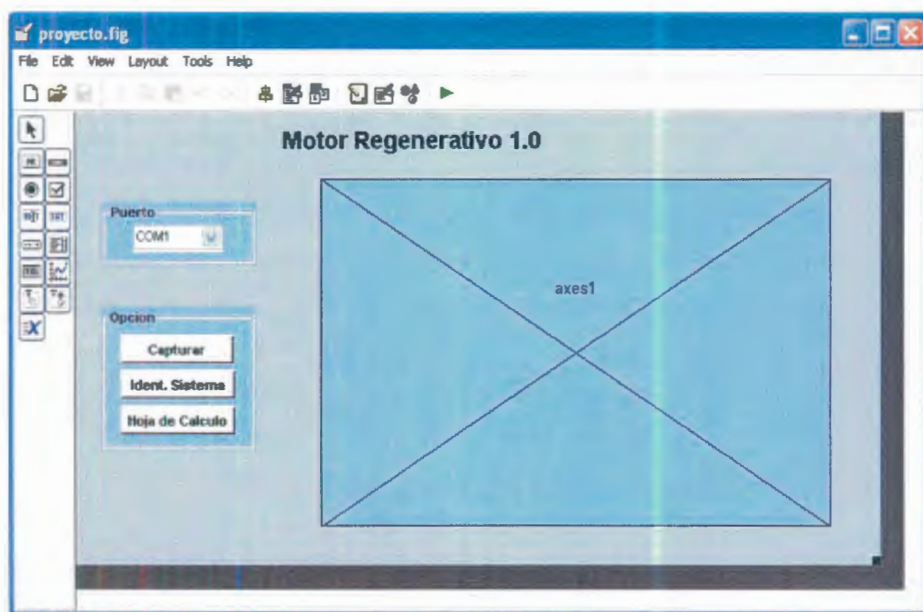 proyecto.fig
File Edit View Layout Tools Help
Motor Regenerativo 1.0
Puerto
COM1
axes1
Opcion
Capturar
Ident. Sistema
Hoja de Calculo